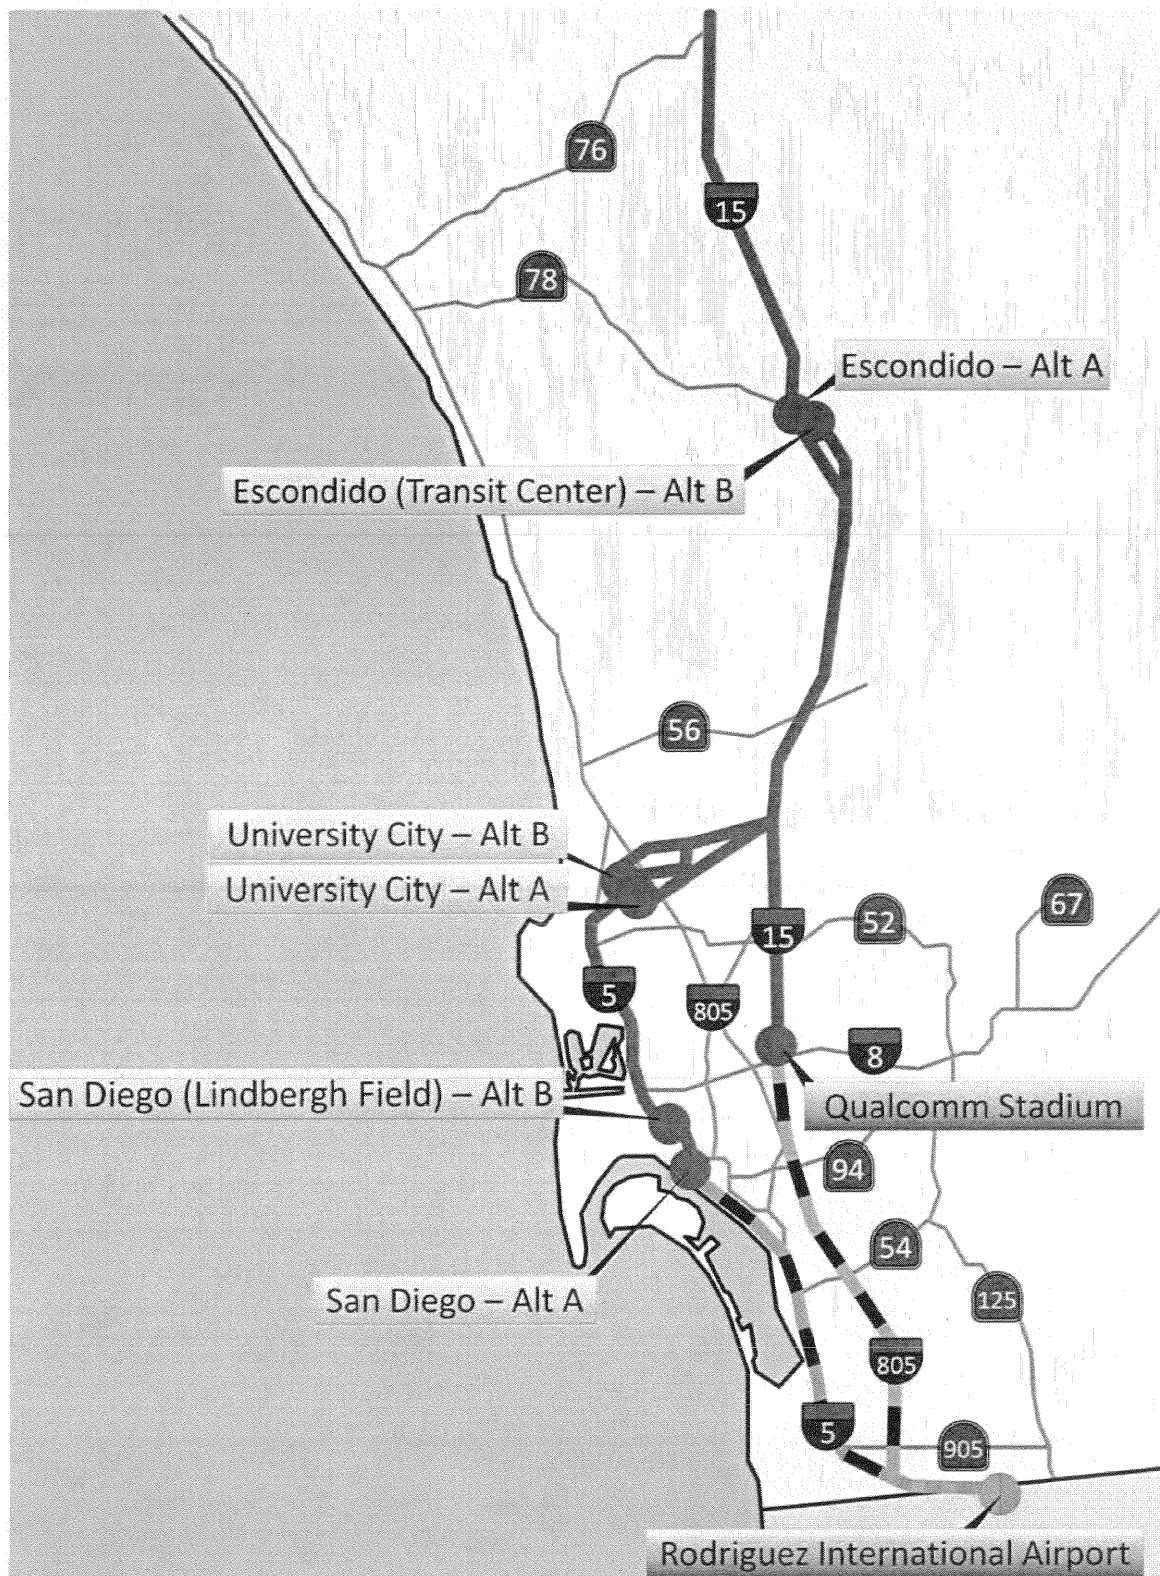 76
15
78
Escondido – Alt A
Escondido (Transit Center) – Alt B
56
University City – Alt B
University City – Alt A
67
52
15
5
805
8
San Diego (Lindbergh Field) – Alt B
Qualcomm Stadium
94
54
San Diego – Alt A
125
805
5
905
Rodriguez International Airport